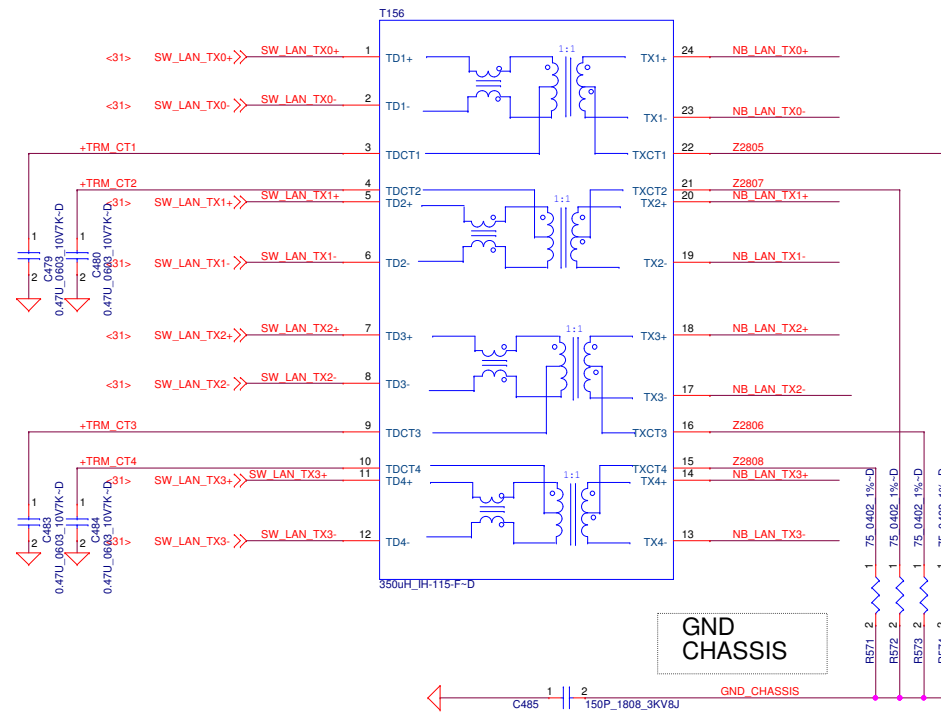 T156
1:1
<31> SW_LAN_TX0+ SW_LAN_TX0+ 1 TD1+ TX1+ 24 NB_LAN_TX0+
<31> SW_LAN_TX0- SW_LAN_TX0- 2 TD1- TX1- 23 NB_LAN_TX0-
+TRM_CT1 3 TDCT1 TXCT1 22 Z2805
+TRM_CT2 4 TDCT2 TXCT2 21 Z2807
<31> SW_LAN_TX1+ SW_LAN_TX1+ 5 TD2+ 1:1 TX2+ 20 NB_LAN_TX1+
<31> SW_LAN_TX1- SW_LAN_TX1- 6 TD2- TX2- 19 NB_LAN_TX1-
1 2 C479 0.47U_0603_10V7K~D
1 2 C480 0.47U_0603_10V7K~D
1:1
<31> SW_LAN_TX2+ SW_LAN_TX2+ 7 TD3+ TX3+ 18 NB_LAN_TX2+
<31> SW_LAN_TX2- SW_LAN_TX2- 8 TD3- TX3- 17 NB_LAN_TX2-
+TRM_CT3 9 TDCT3 TXCT3 16 Z2806
+TRM_CT4 10 TDCT4 TXCT4 15 Z2808
<31> SW_LAN_TX3+ SW_LAN_TX3+ 11 TD4+ 1:1 TX4+ 14 NB_LAN_TX3+
<31> SW_LAN_TX3- SW_LAN_TX3- 12 TD4- TX4- 13 NB_LAN_TX3-
1 2 C483 0.47U_0603_10V7K~D
1 2 C484 0.47U_0603_10V7K~D
350uH_IH-115-F~D
75_0402_1%~D 1 2 R571
75_0402_1%~D 1 2 R572
75_0402_1%~D 1 2 R573
GND
CHASSIS
C485 1 2 150P_1808_3KV8J
GND_CHASSIS